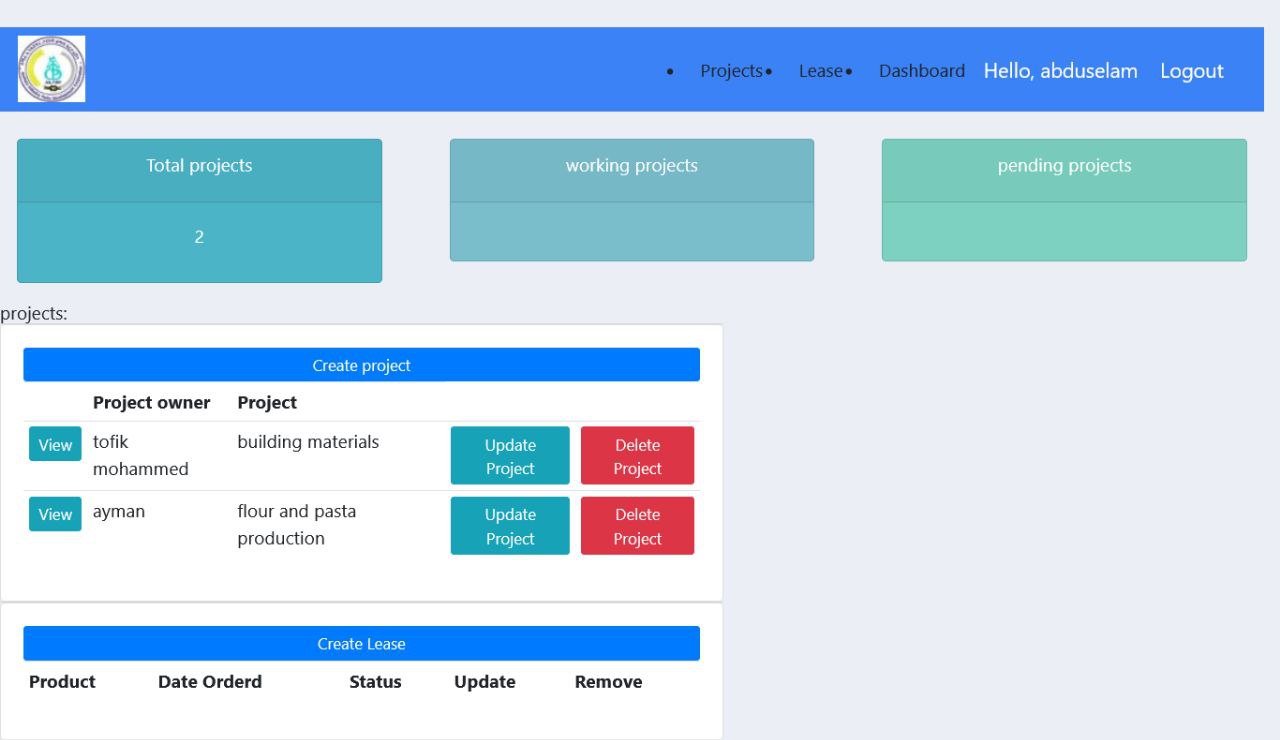 Projects Lease Dashboard Hello, abduselam Logout
Total projects
2
working projects
pending projects
projects:
Create project
Project owner Project
View tofik mohammed building materials Update Project Delete Project
View ayman flour and pasta production Update Project Delete Project
Create Lease
Product Date Orderd Status Update Remove